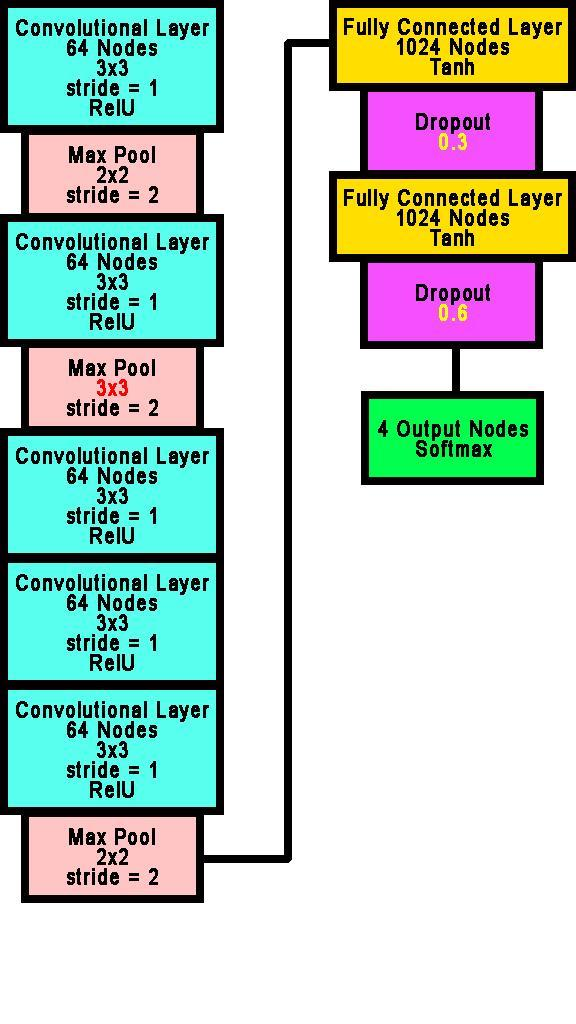 Convolutional Layer
64 Nodes
3x3
stride = 1
RelU
Max Pool
2x2
stride = 2
Convolutional Layer
64 Nodes
3x3
stride = 1
RelU
Max Pool
3x3
stride = 2
Convolutional Layer
64 Nodes
3x3
stride = 1
RelU
Convolutional Layer
64 Nodes
3x3
stride = 1
RelU
Convolutional Layer
64 Nodes
3x3
stride = 1
RelU
Max Pool
2x2
stride = 2
Fully Connected Layer
1024 Nodes
Tanh
Dropout
0.3
Fully Connected Layer
1024 Nodes
Tanh
Dropout
0.6
4 Output Nodes
Softmax